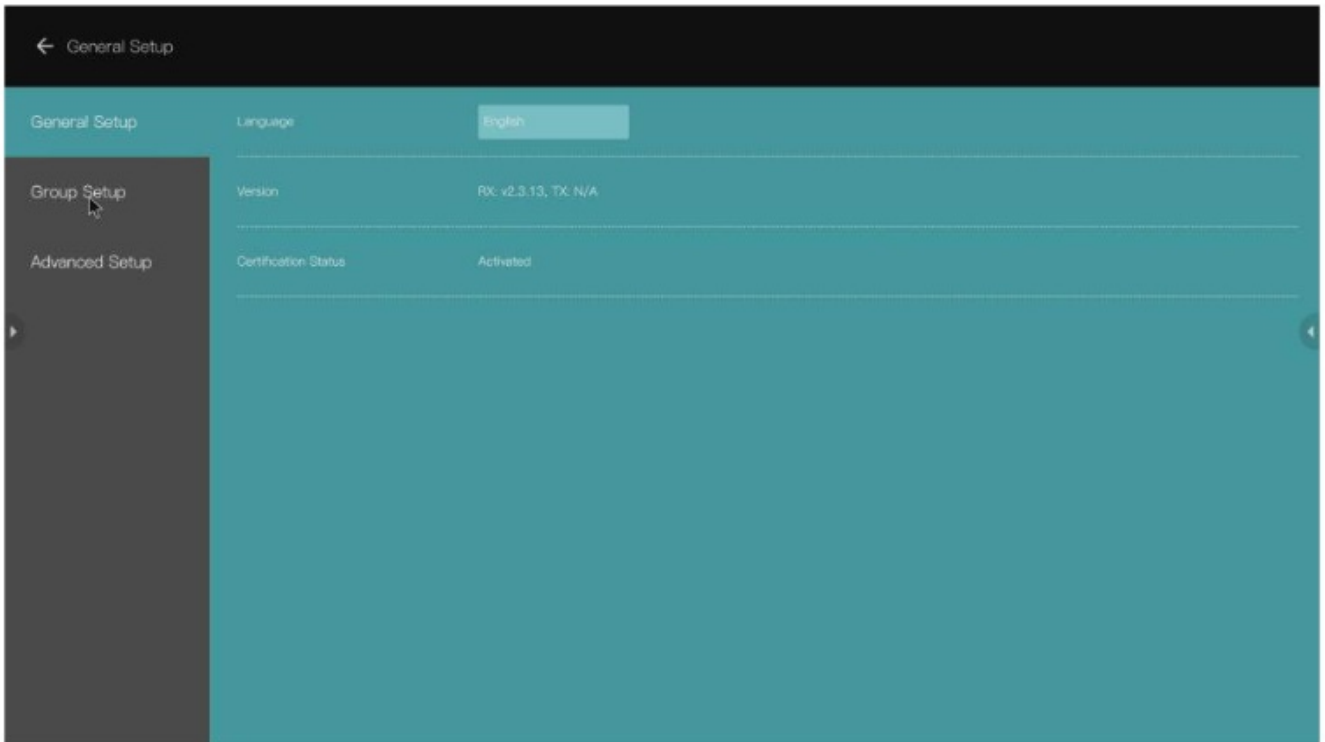 General Setup
General Setup
Language
English
Group Setup
Version
RX: v2.3.13, TX: N/A
Advanced Setup
Certification Status
Activated